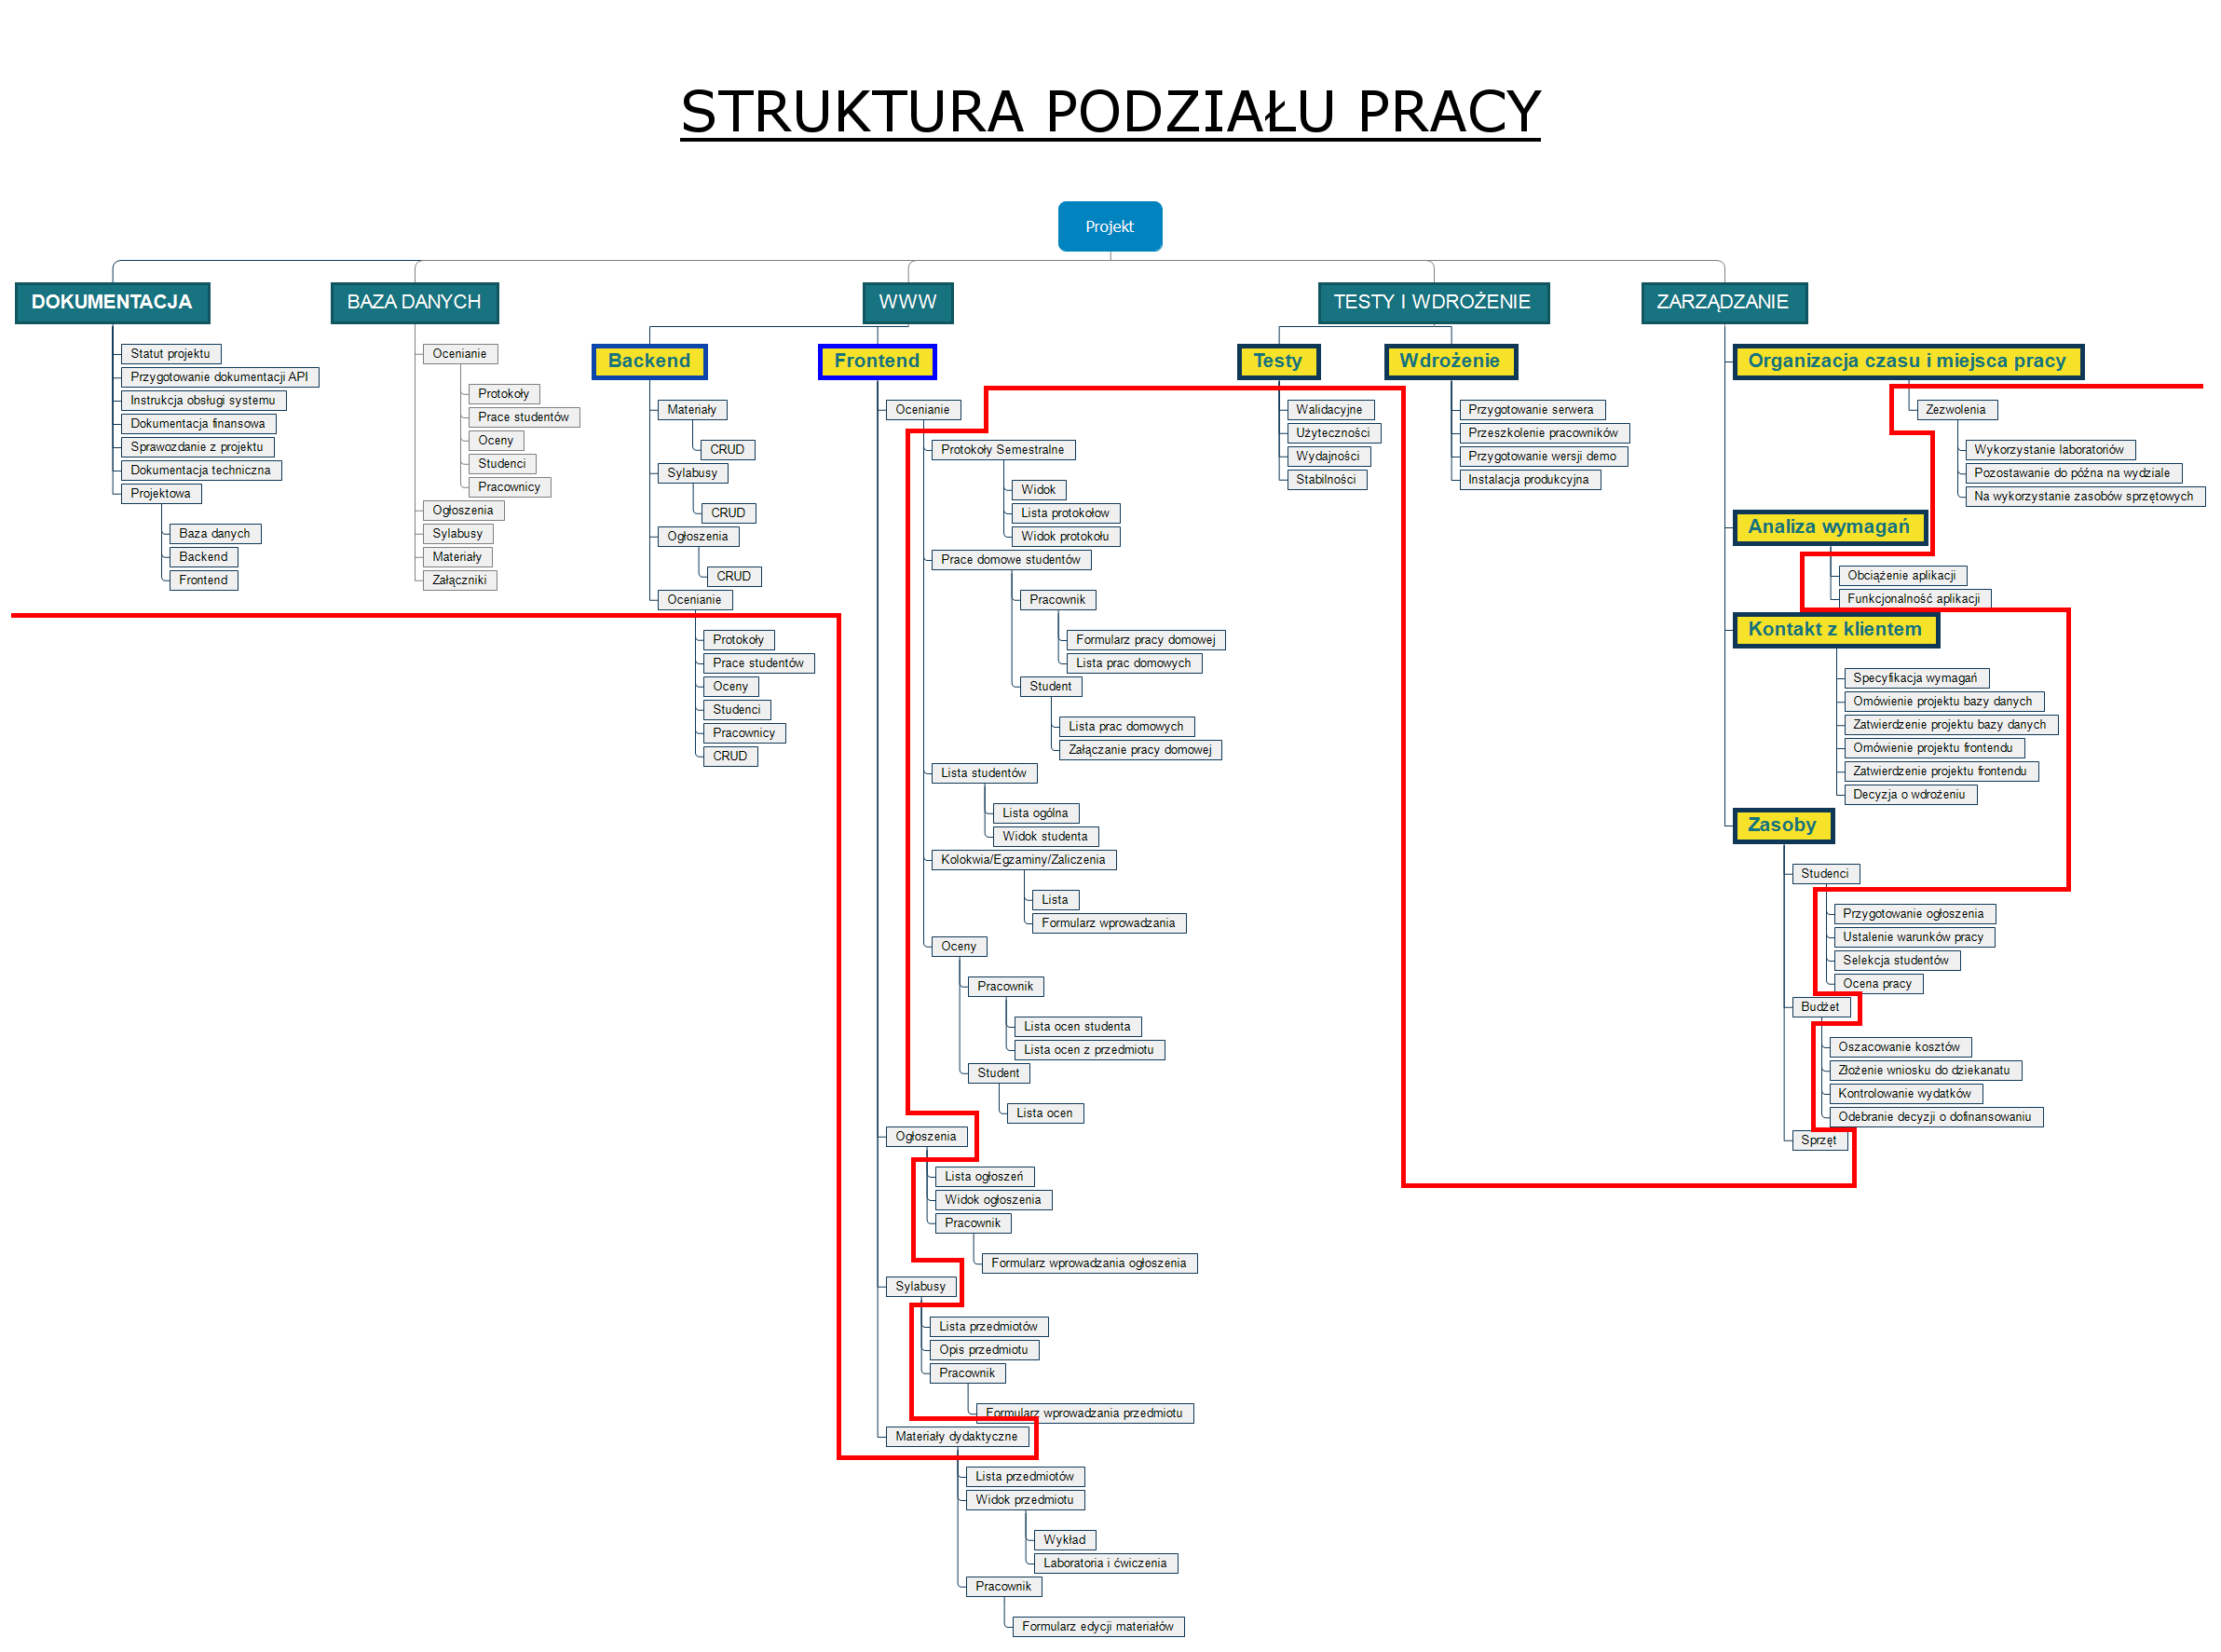 STRUKTURA PODZIAŁU PRACY
Projekt
DOKUMENTACJA
Statut projektu
Przygotowanie dokumentacji API
Instrukcja obsługi systemu
Dokumentacja finansowa
Sprawozdanie z projektu
Dokumentacja techniczna
Projektowa
Baza danych
Backend
Frontend
BAZA DANYCH
Ocenianie
Protokoły
Prace studentów
Oceny
Studenci
Pracownicy
Ogłoszenia
Sylabusy
Materiały
Załączniki
WWW
Backend
Materiały
CRUD
Sylabusy
CRUD
Ogłoszenia
CRUD
Ocenianie
Protokoły
Prace studentów
Oceny
Studenci
Pracownicy
CRUD
Frontend
Ocenianie
Protokoły Semestralne
Widok
Lista protokołow
Widok protokołu
Prace domowe studentów
Pracownik
Formularz pracy domowej
Lista prac domowych
Student
Lista prac domowych
Załączanie pracy domowej
Lista studentów
Lista ogólna
Widok studenta
Kolokwia/Egzaminy/Zaliczenia
Lista
Formularz wprowadzania
Oceny
Pracownik
Lista ocen studenta
Lista ocen z przedmiotu
Student
Lista ocen
Ogłoszenia
Lista ogłoszeń
Widok ogłoszenia
Pracownik
Formularz wprowadzania ogłoszenia
Sylabusy
Lista przedmiotów
Opis przedmiotu
Pracownik
Formularz wprowadzania przedmiotu
Materiały dydaktyczne
Lista przedmiotów
Widok przedmiotu
Wykład
Laboratoria i ćwiczenia
Pracownik
Formularz edycji materiałów
TESTY I WDROŻENIE
Testy
Walidacyjne
Użyteczności
Wydajności
Stabilności
Wdrożenie
Przygotowanie serwera
Przeszkolenie pracowników
Przygotowanie wersji demo
Instalacja produkcyjna
ZARZĄDZANIE
Organizacja czasu i miejsca pracy
Zezwolenia
Wykorzystanie laboratoriów
Pozostawanie do późna na wydziale
Na wykorzystanie zasobów sprzętowych
Analiza wymagań
Obciążenie aplikacji
Funkcjonalność aplikacji
Kontakt z klientem
Specyfikacja wymagań
Omówienie projektu bazy danych
Zatwierdzenie projektu bazy danych
Omówienie projektu frontendu
Zatwierdzenie projektu frontendu
Decyzja o wdrożeniu
Zasoby
Studenci
Przygotowanie ogłoszenia
Ustalenie warunków pracy
Selekcja studentów
Ocena pracy
Budżet
Oszacowanie kosztów
Złożenie wniosku do dziekanatu
Kontrolowanie wydatków
Odebranie decyzji o dofinansowaniu
Sprzęt